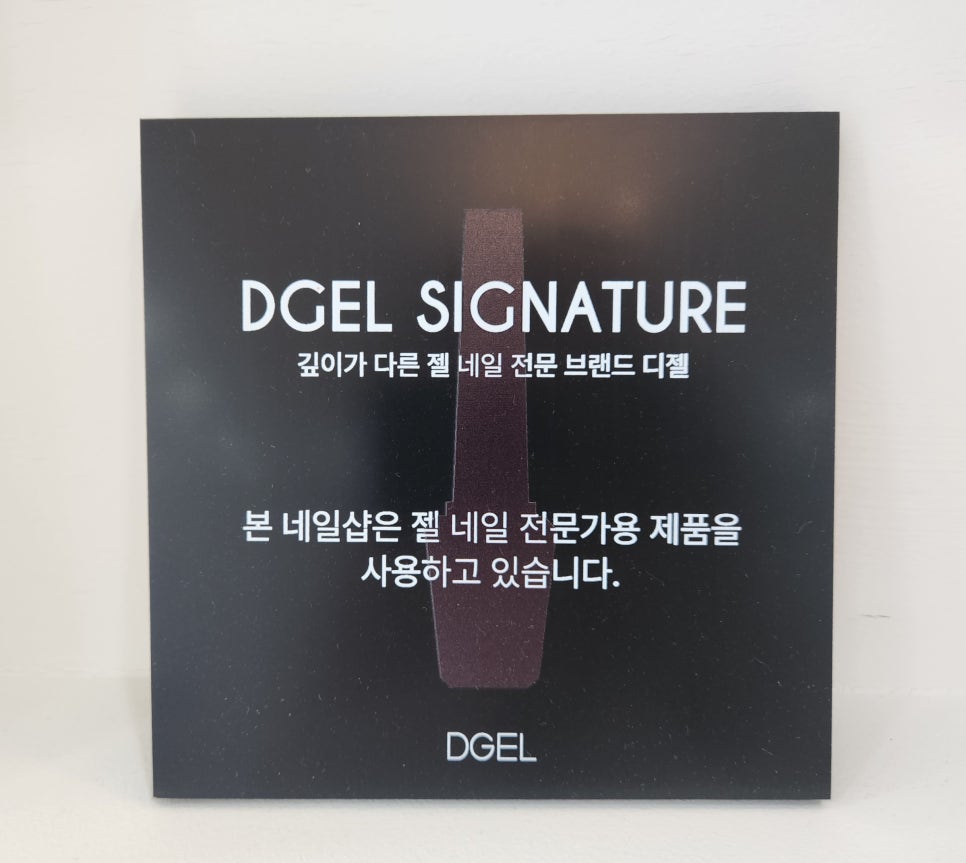 DGEL SIGNATURE
깊이가 다른 젤 네일 전문 브랜드 디젤
본 네일샵은 젤 네일 전문가용 제품을
사용하고 있습니다.
DGEL